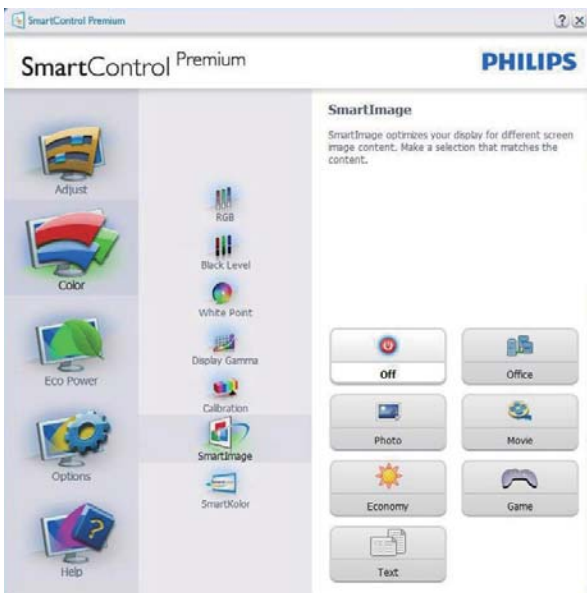 SmartControl Premium
? X
SmartControl Premium
PHILIPS
Adjust
Color
Eco Power
Options
Help
RGB
Black Level
White Point
Display Gamma
Calibration
SmartImage
SmartKolor
SmartImage
SmartImage optimizes your display for different screen
image content. Make a selection that matches the
content.
Off
Office
Photo
Movie
Economy
Game
Text